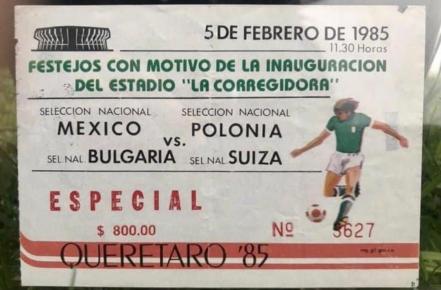 5 DE FEBRERO DE 1985
11.30 Horas
FESTEJOS CON MOTIVO DE LA INAUGURACION
DEL ESTADIO "LA CORREGIDORA"
SELECCION NACIONAL SELECCION NACIONAL
MEXICO POLONIA
vs.
SEL NAL BULGARIA SEL NAL SUIZA
ESPECIAL
$ 800.00 Nº 3627
QUERETARO '85